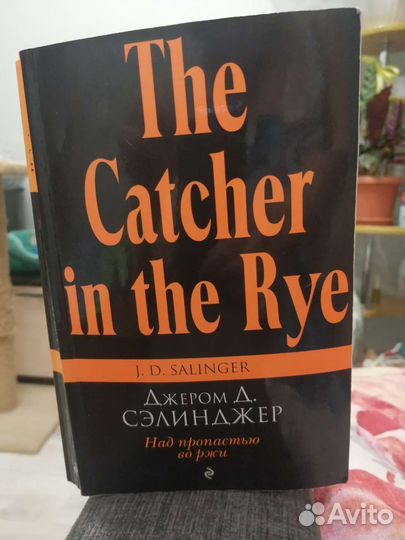 The
Catcher
in the Rye
J. D. SALINGER
Джером Д.
СЭЛИНДЖЕР
Над пропастью
во ржи
Avito